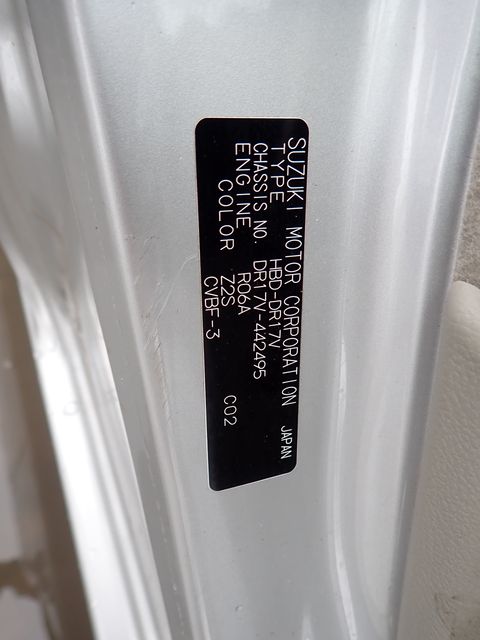 SUZUKI MOTOR CORPORATION JAPAN
TYPE HBD-DR17V
CHASSIS NO. DR17V-442495
ENGINE R06A
COLOR Z2S C02
CVBF-3